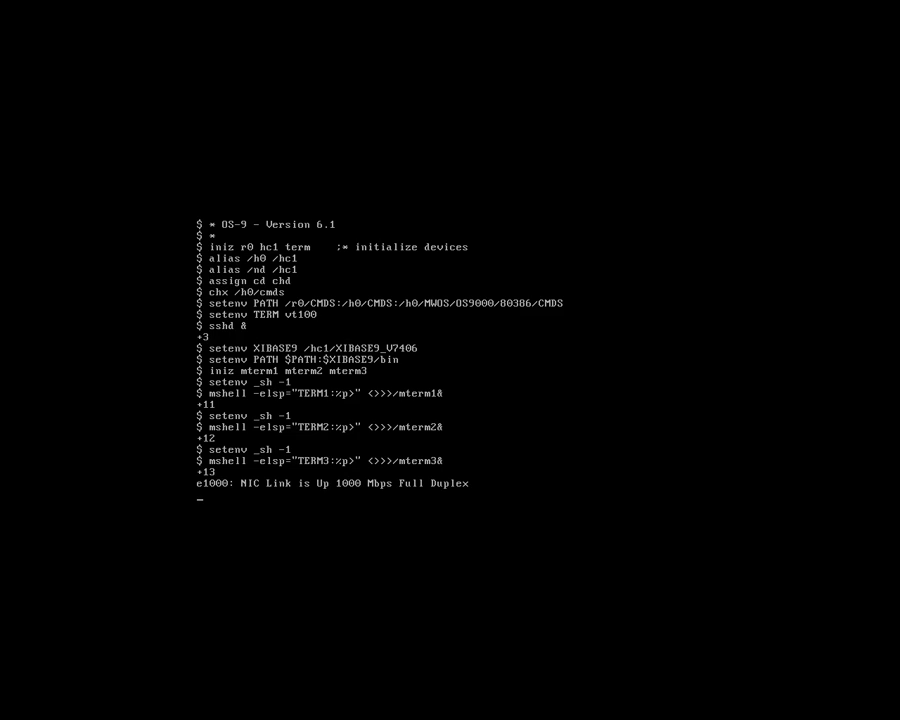 $ * OS-9 - Version 6.1
$ *
$ iniz r0 hc1 term    ;* initialize devices
$ alias /h0 /hc1
$ alias /nd /hc1
$ assign cd chd
$ chx /h0/cmds
$ setenv PATH /r0/CMDS:/h0/CMDS:/h0/MWOS/OS9000/80386/CMDS
$ setenv TERM vt100
$ sshd &
+3
$ setenv XIBASE9 /hc1/XIBASE9_V7406
$ setenv PATH $PATH:$XIBASE9/bin
$ iniz mterm1 mterm2 mterm3
$ setenv _sh -1
$ mshell -elsp="TERM1:%p>" <>>>/mterm1&
+11
$ setenv _sh -1
$ mshell -elsp="TERM2:%p>" <>>>/mterm2&
+12
$ setenv _sh -1
$ mshell -elsp="TERM3:%p>" <>>>/mterm3&
+13
e1000: NIC Link is Up 1000 Mbps Full Duplex
_